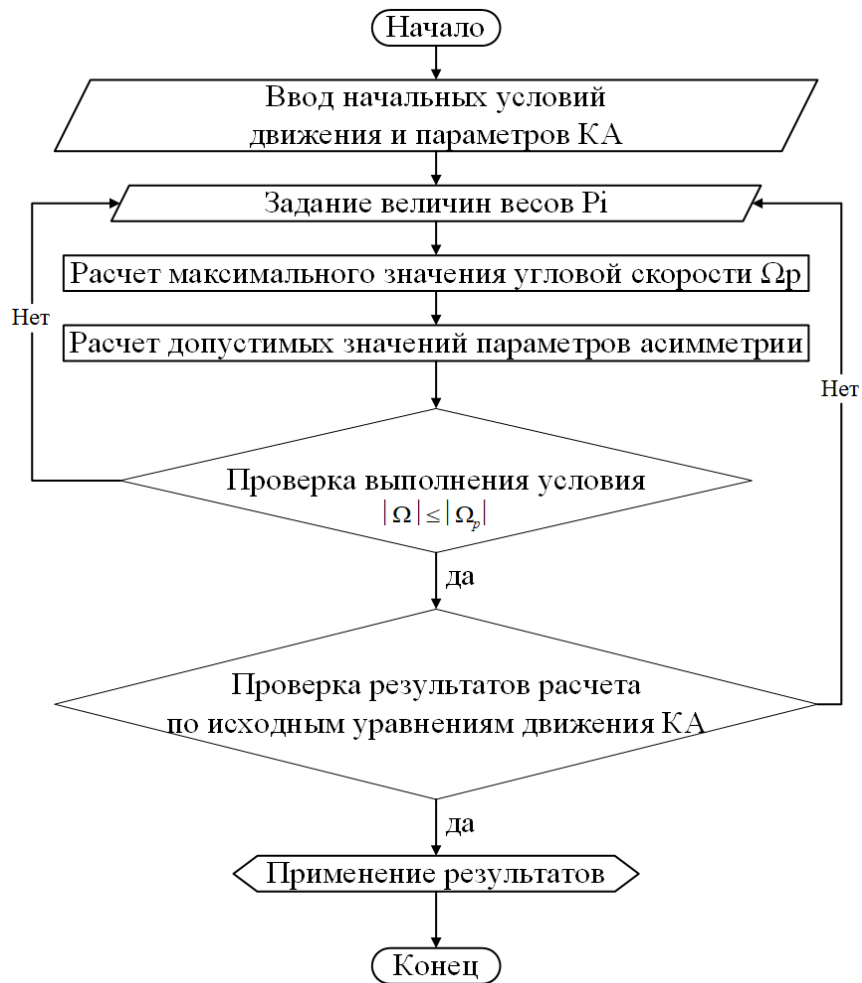 Начало
Ввод начальных условий
движения и параметров КА
Задание величин весов Pi
Расчет максимального значения угловой скорости Ωp
Нет
Расчет допустимых значений параметров асимметрии
Нет
Проверка выполнения условия
|Ω| ≤ |Ωp|
да
Проверка результатов расчета
по исходным уравнениям движения КА
да
Применение результатов
Конец